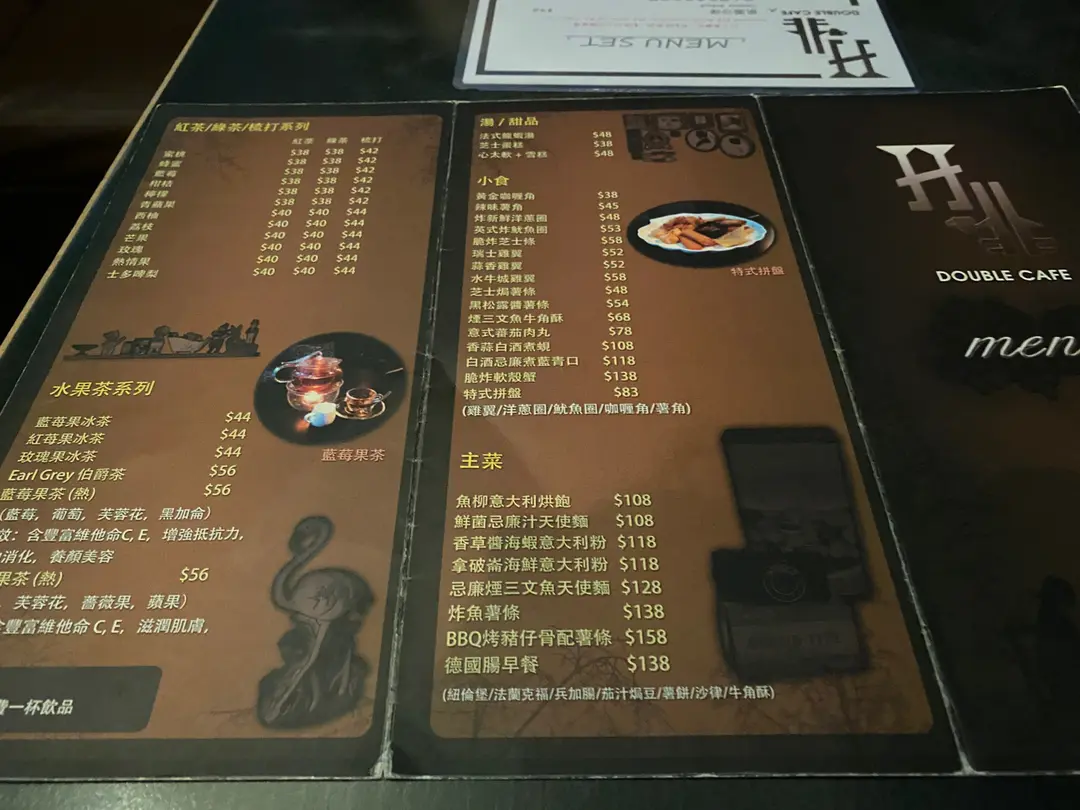 MENU SET
DOUBLE CAFE
紅茶/綠茶/梳打系列
紅茶 綠茶 梳打
蜜桃 $38 $38 $42
蜂蜜 $38 $38 $42
藍莓 $38 $38 $42
柑桔 $38 $38 $42
檸檬 $38 $38 $42
青蘋果 $38 $38 $42
西柚 $40 $40 $44
荔枝 $40 $40 $44
芒果 $40 $40 $44
玫瑰 $40 $40 $44
熱情果 $40 $40 $44
士多啤梨 $40 $40 $44
水果茶系列
藍莓果冰茶 $44
紅莓果冰茶 $44
玫瑰果冰茶 $44
Earl Grey 伯爵茶 $56
藍莓果茶 (熱) $56
(藍莓, 葡萄, 芙蓉花, 黑加侖)
效: 含豐富維他命C, E, 增強抵抗力,
消化, 養顏美容
果茶 (熱) $56
, 芙蓉花, 薔薇果, 蘋果)
含豐富維他命 C, E, 滋潤肌膚,
費一杯飲品
藍莓果茶
湯 / 甜品
法式龍蝦湯 $48
芝士蛋糕 $38
心太軟 + 雪糕 $48
小食
黃金咖喱角 $38
辣味薯角 $45
炸新鮮洋蔥圈 $48
英式炸魷魚圈 $53
脆炸芝士條 $58
瑞士雞翼 $52
蒜香雞翼 $52
水牛城雞翼 $58
芝士焗薯條 $48
黑松露醬薯條 $54
煙三文魚牛角酥 $68
意式蕃茄肉丸 $78
香蒜白酒煮蜆 $108
白酒忌廉煮藍青口 $118
脆炸軟殼蟹 $138
特式拼盤 $83
(雞翼/洋蔥圈/魷魚圈/咖喱角/薯角)
特式拼盤
主菜
魚柳意大利烘飽 $108
鮮菌忌廉汁天使麵 $108
香草醬海蝦意大利粉 $118
拿破崙海鮮意大利粉 $118
忌廉煙三文魚天使麵 $128
炸魚薯條 $138
BBQ烤豬仔骨配薯條 $158
德國腸早餐 $138
(紐倫堡/法蘭克福/兵加腸/茄汁焗豆/薯餅/沙律/牛角酥)
DOUBLE CAFE
men